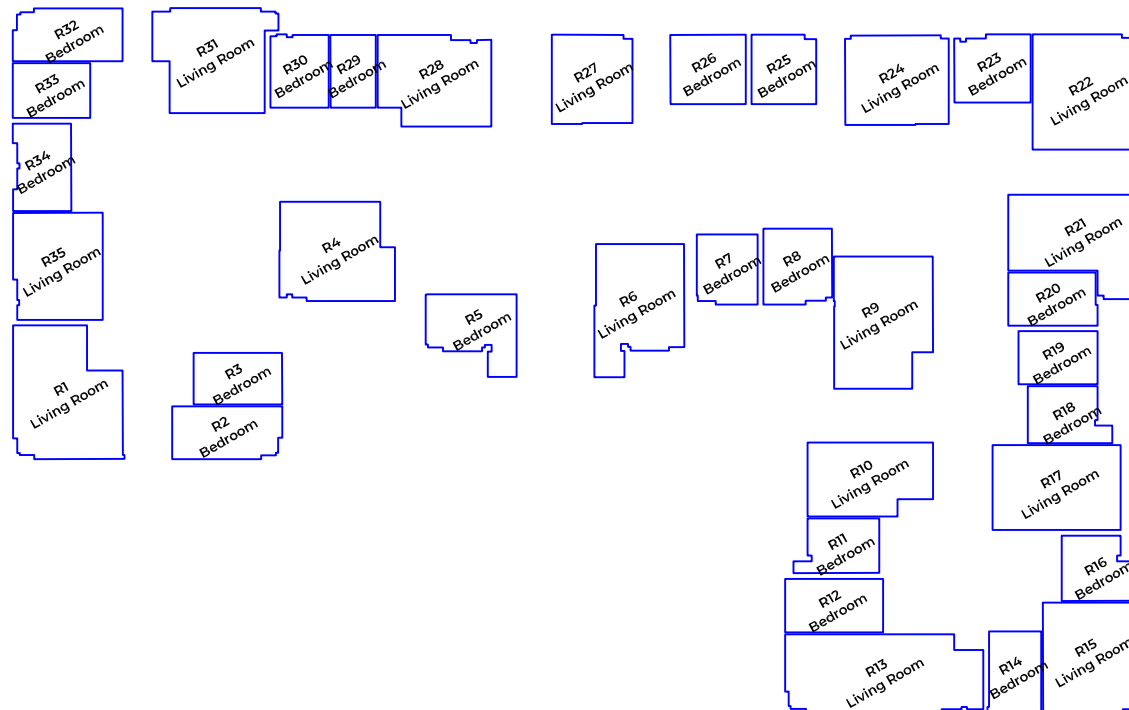 R32
Bedroom
R33
Bedroom
R34
Bedroom
R35
Living Room
R1
Living Room
R2
Bedroom
R3
Bedroom
R4
Living Room
R5
Bedroom
R6
Living Room
R7
Bedroom
R8
Bedroom
R9
Living Room
R10
Living Room
R11
Bedroom
R12
Bedroom
R13
Living Room
R14
Bedroom
R15
Living Room
R16
Bedroom
R17
Living Room
R18
Bedroom
R19
Bedroom
R20
Bedroom
R21
Living Room
R22
Living Room
R23
Bedroom
R24
Living Room
R25
Bedroom
R26
Bedroom
R27
Living Room
R28
Living Room
R29
Bedroom
R30
Bedroom
R31
Living Room